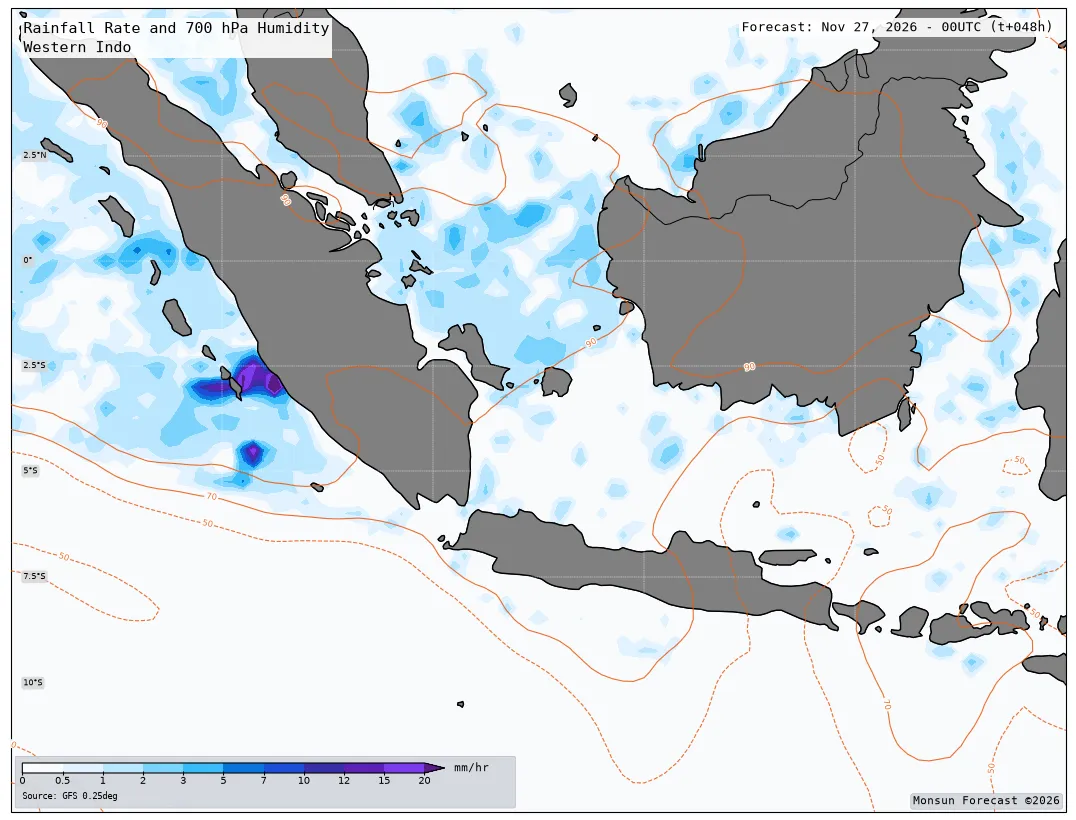 Rainfall Rate and 700 hPa Humidity
Western Indo
Forecast: Nov 27, 2026 - 00UTC (t+048h)
90
2.5°N
90
0°
90
2.5°S
90
50
50
5°S
70
50
50
50
7.5°S
50
10°S
70
50
mm/hr
0 0.5 1 2 3 5 7 10 12 15 20
Source: GFS 0.25deg
Monsun Forecast ©2026